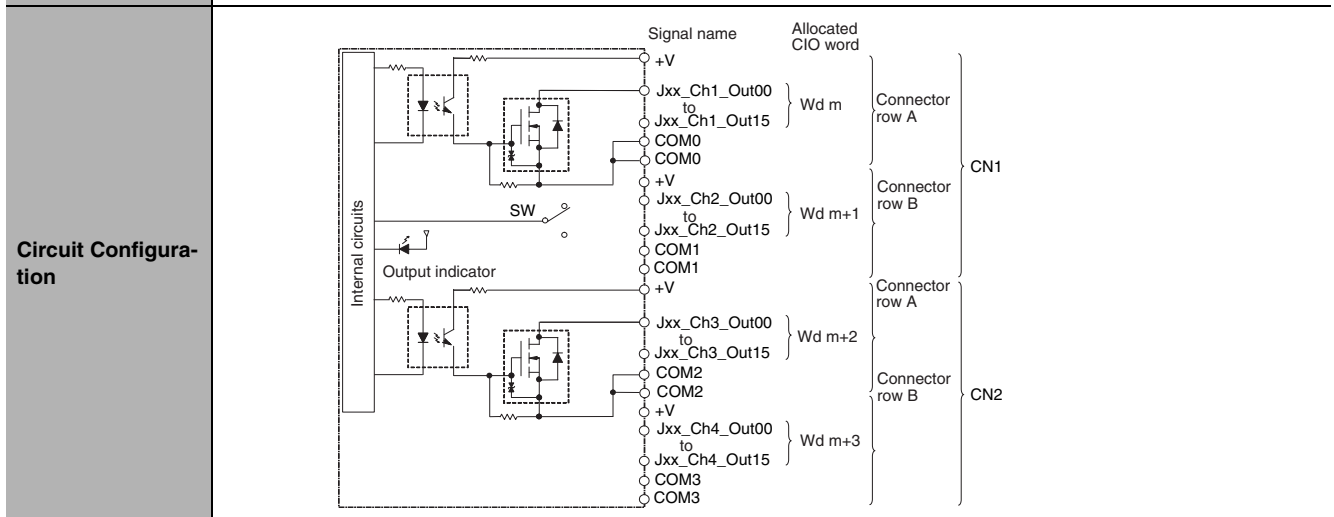 Circuit Configura-
tion
Signal name
Allocated
CIO word
+V
Jxx_Ch1_Out00
to
Jxx_Ch1_Out15
Wd m
Connector
row A
COM0
COM0
CN1
+V
Jxx_Ch2_Out00
to
Jxx_Ch2_Out15
Wd m+1
Connector
row B
COM1
COM1
SW
Internal circuits
Output indicator
+V
Connector
row A
Jxx_Ch3_Out00
to
Jxx_Ch3_Out15
Wd m+2
COM2
COM2
Connector
row B
CN2
+V
Jxx_Ch4_Out00
to
Jxx_Ch4_Out15
Wd m+3
COM3
COM3